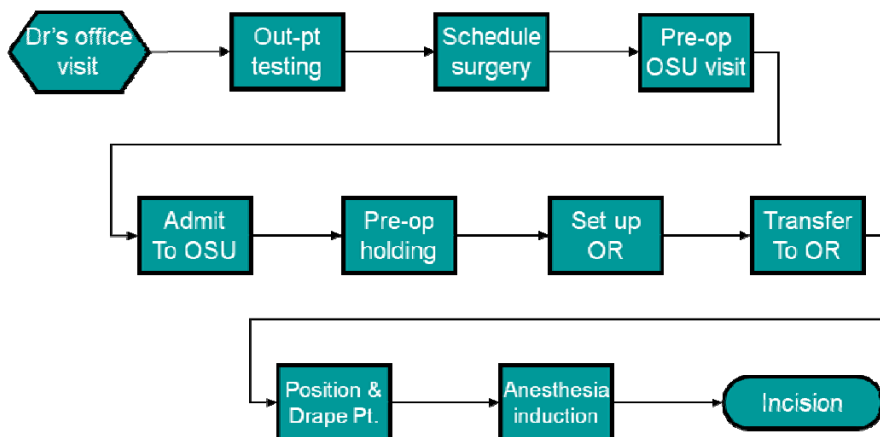 Dr's office
visit
Out-pt
testing
Schedule
surgery
Pre-op
OSU visit
Admit
To OSU
Pre-op
holding
Set up
OR
Transfer
To OR
Position &
Drape Pt.
Anesthesia
induction
Incision